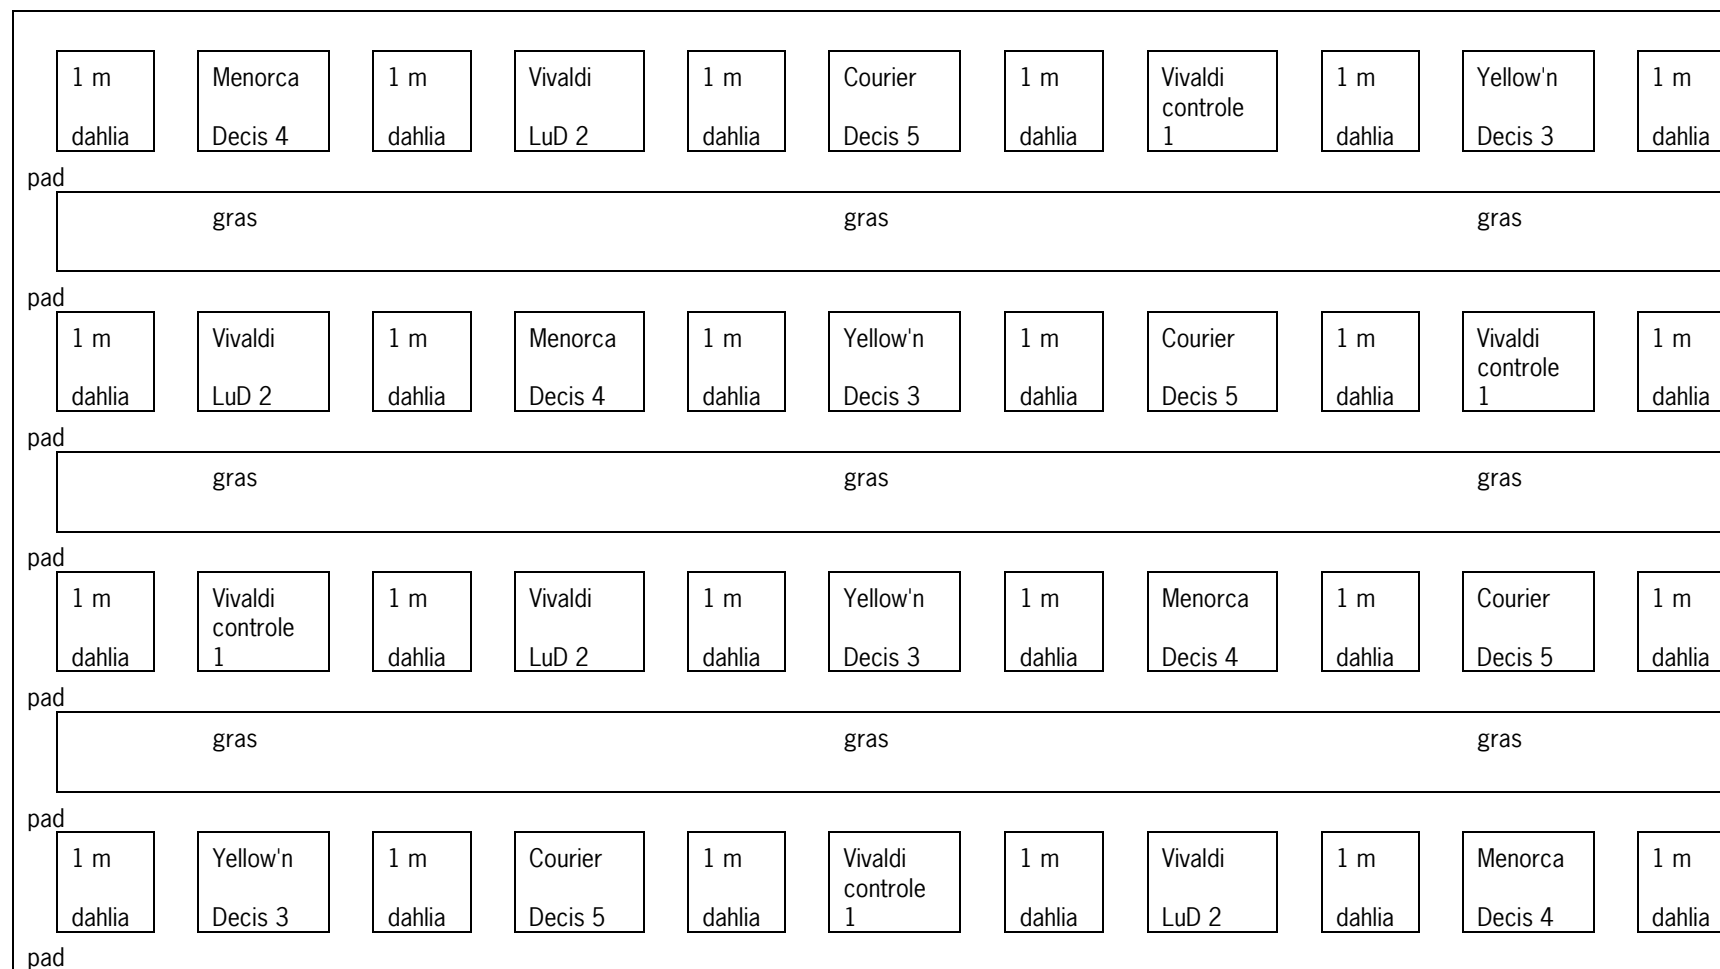 1 m Menorca 1 m Vivaldi 1 m Courier 1 m Vivaldi 1 m Yellow'n 1 m
controle
dahlia Decis 4 dahlia LuD 2 dahlia Decis 5 dahlia 1 dahlia Decis 3 dahlia
pad
gras gras gras
pad
1 m Vivaldi 1 m Menorca 1 m Yellow'n 1 m Courier 1 m Vivaldi 1 m
controle
dahlia LuD 2 dahlia Decis 4 dahlia Decis 3 dahlia Decis 5 dahlia 1 dahlia
pad
gras gras gras
pad
1 m Vivaldi 1 m Vivaldi 1 m Yellow'n 1 m Menorca 1 m Courier 1 m
controle
dahlia 1 dahlia LuD 2 dahlia Decis 3 dahlia Decis 4 dahlia Decis 5 dahlia
pad
gras gras gras
pad
1 m Yellow'n 1 m Courier 1 m Vivaldi 1 m Vivaldi 1 m Menorca 1 m
controle
dahlia Decis 3 dahlia Decis 5 dahlia 1 dahlia LuD 2 dahlia Decis 4 dahlia
pad